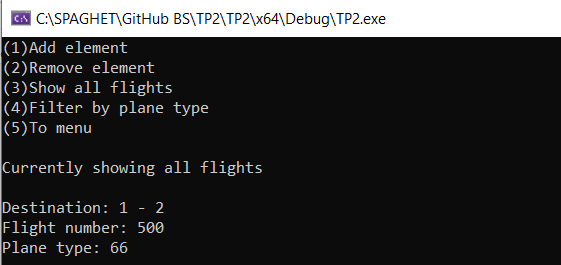 C:\SPAGHET\GitHub BS\TP2\TP2\x64\Debug\TP2.exe
(1)Add element
(2)Remove element
(3)Show all flights
(4)Filter by plane type
(5)To menu
Currently showing all flights
Destination: 1 - 2
Flight number: 500
Plane type: 66